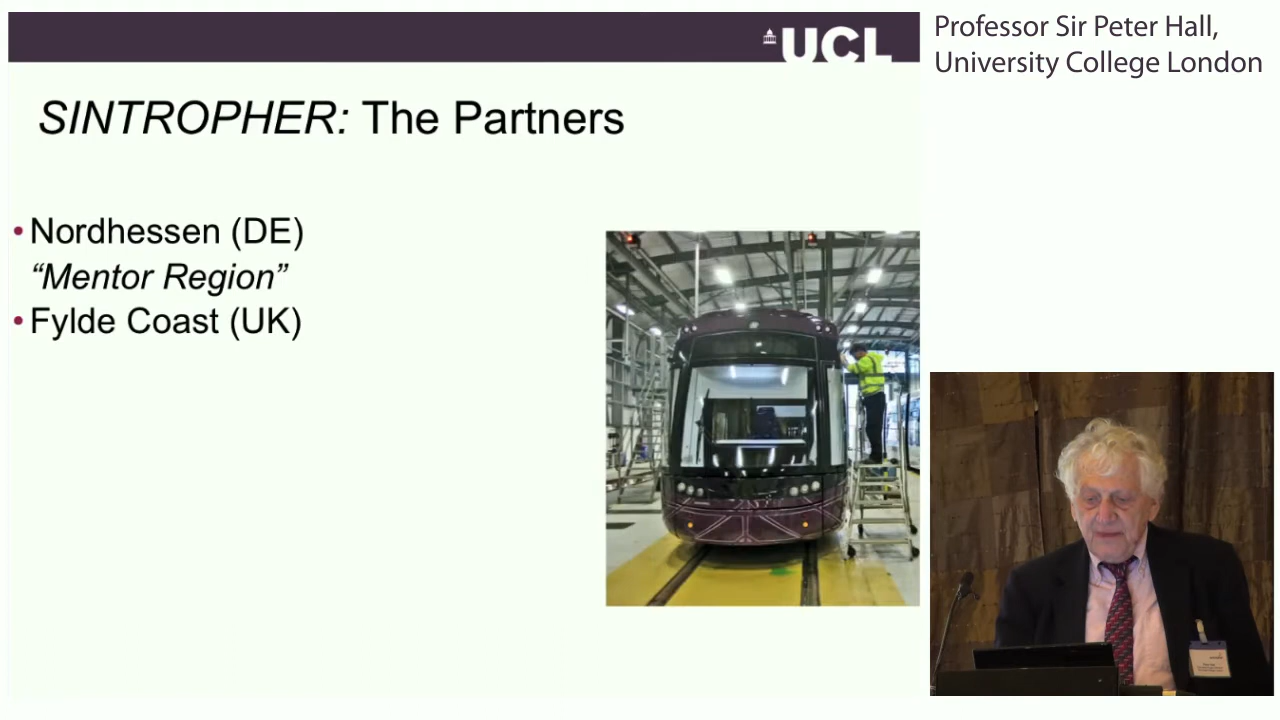 UCL
Professor Sir Peter Hall,
University College London
SINTROPHER: The Partners
• Nordhessen (DE)
“Mentor Region”
• Fylde Coast (UK)